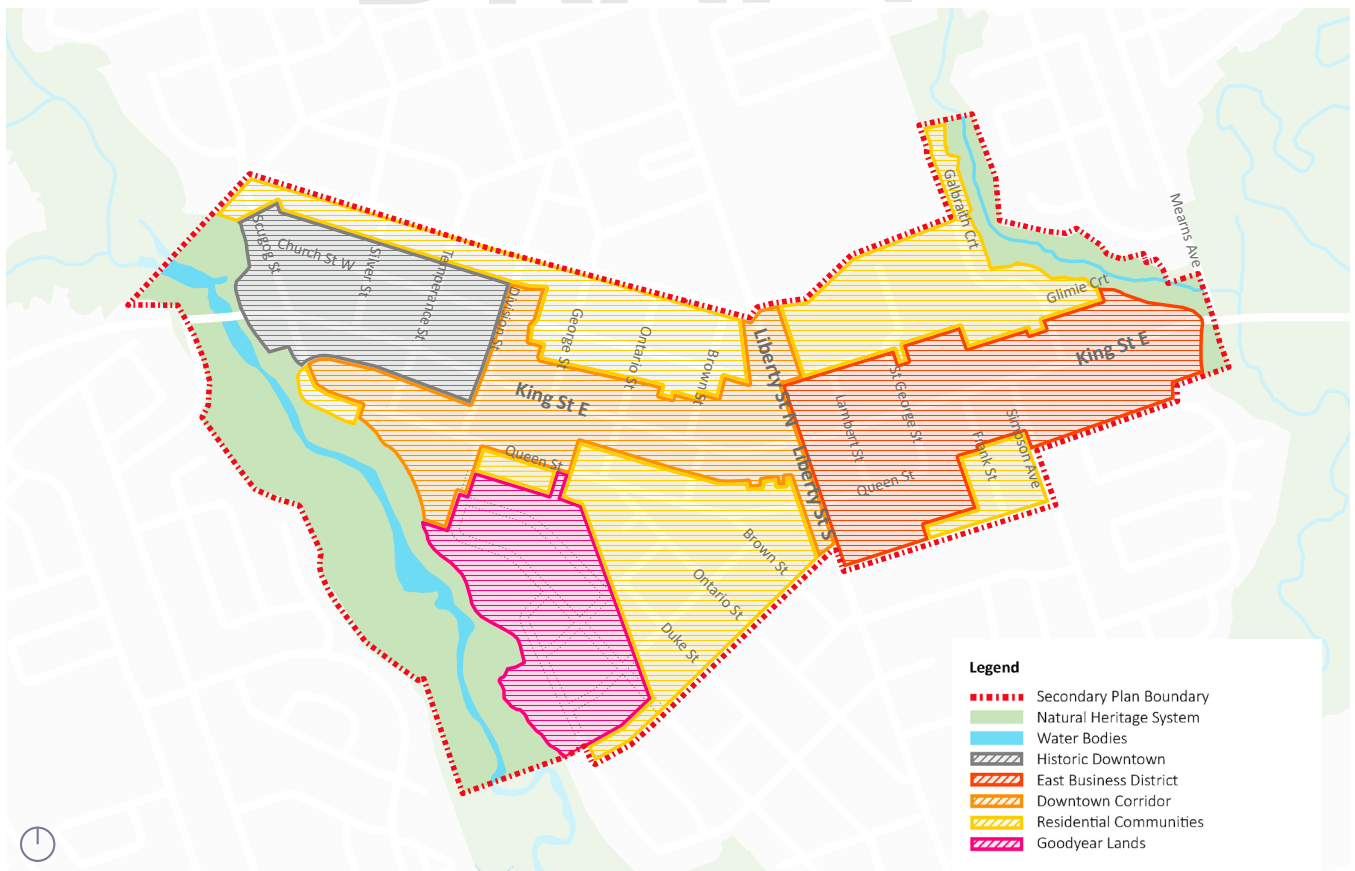 Galbraith Crt
Mearns Ave
Scugog St
Church St W
Silver St
Temperance St
Division St
George St
Ontario St
Brown St
Liberty St N
Glimie Crt
King St E
King St E
St George St
Lambert St
Simpson Ave
Frank St
Queen St
Queen St
Liberty St S
Brown St
Ontario St
Duke St
Legend
Secondary Plan Boundary
Natural Heritage System
Water Bodies
Historic Downtown
East Business District
Downtown Corridor
Residential Communities
Goodyear Lands